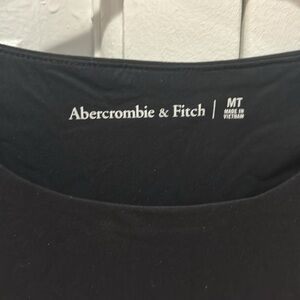 Abercrombie & Fitch | MT
MADE IN
VIETNAM